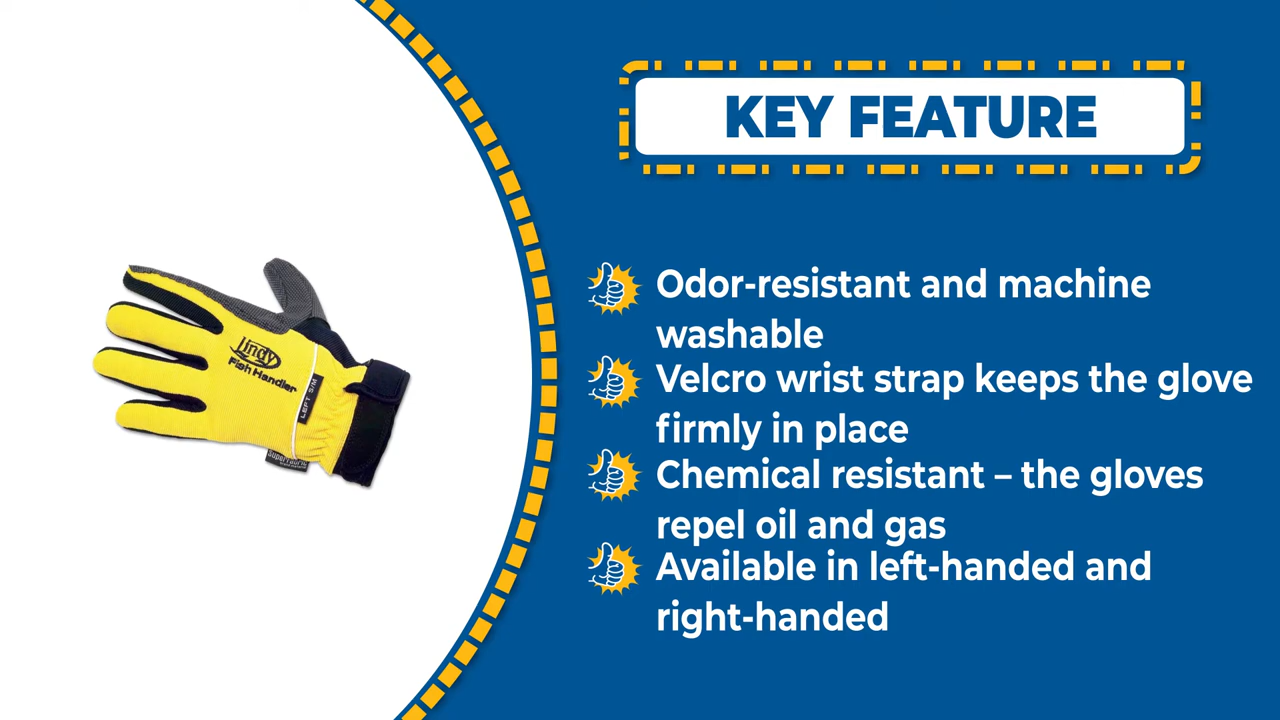 KEY FEATURE
Odor-resistant and machine
washable
Velcro wrist strap keeps the glove
firmly in place
Chemical resistant – the gloves
repel oil and gas
Available in left-handed and
right-handed
Lindy
Fish Handler
LEFT S/M
SuperFabric